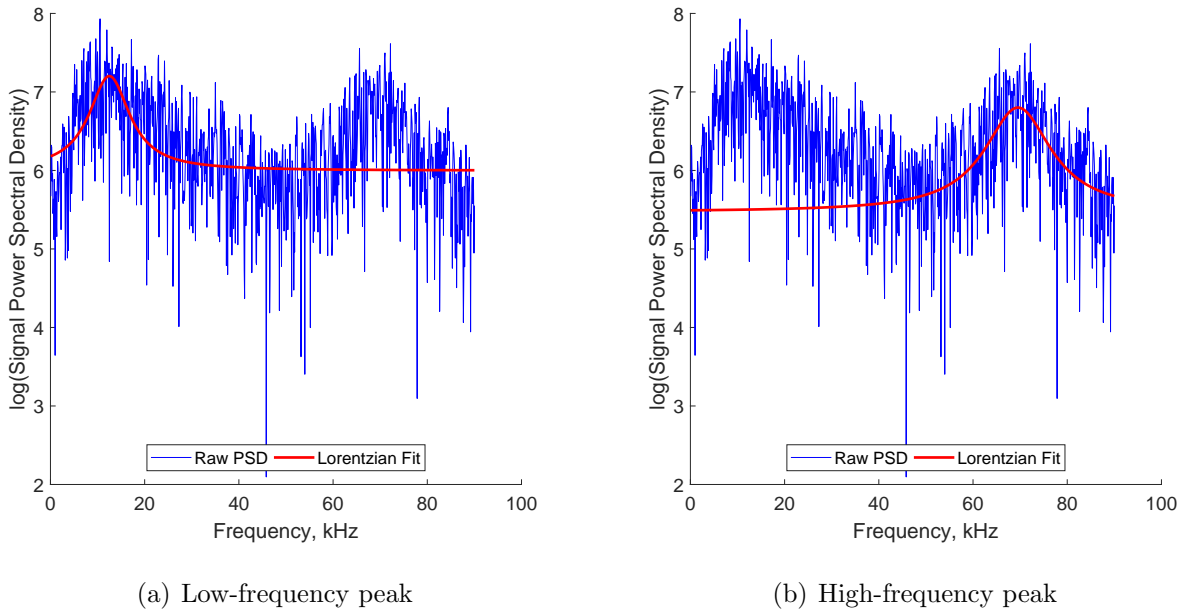 8
7
6
5
4
3
2
log(Signal Power Spectral Density)
Raw PSD Lorentzian Fit
0 20 40 60 80 100
Frequency, kHz
(a) Low-frequency peak
8
7
6
5
4
3
2
log(Signal Power Spectral Density)
Raw PSD Lorentzian Fit
0 20 40 60 80 100
Frequency, kHz
(b) High-frequency peak